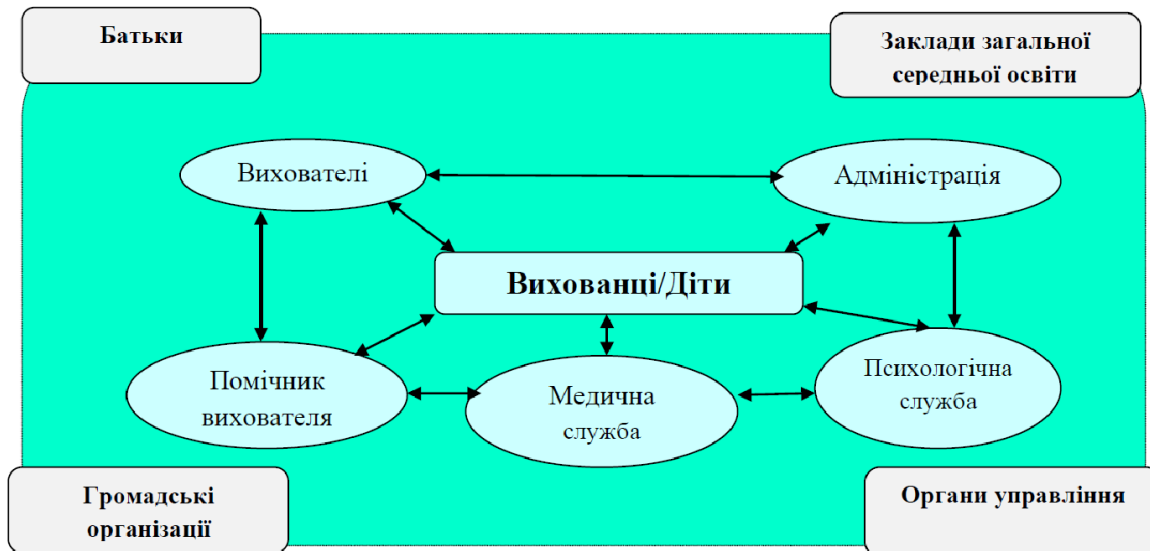 Батьки
Заклади загальної
середньої освіти
Вихователі
Адміністрація
Вихованці/Діти
Помічник
вихователя
Медична
служба
Психологічна
служба
Громадські
організації
Органи управління